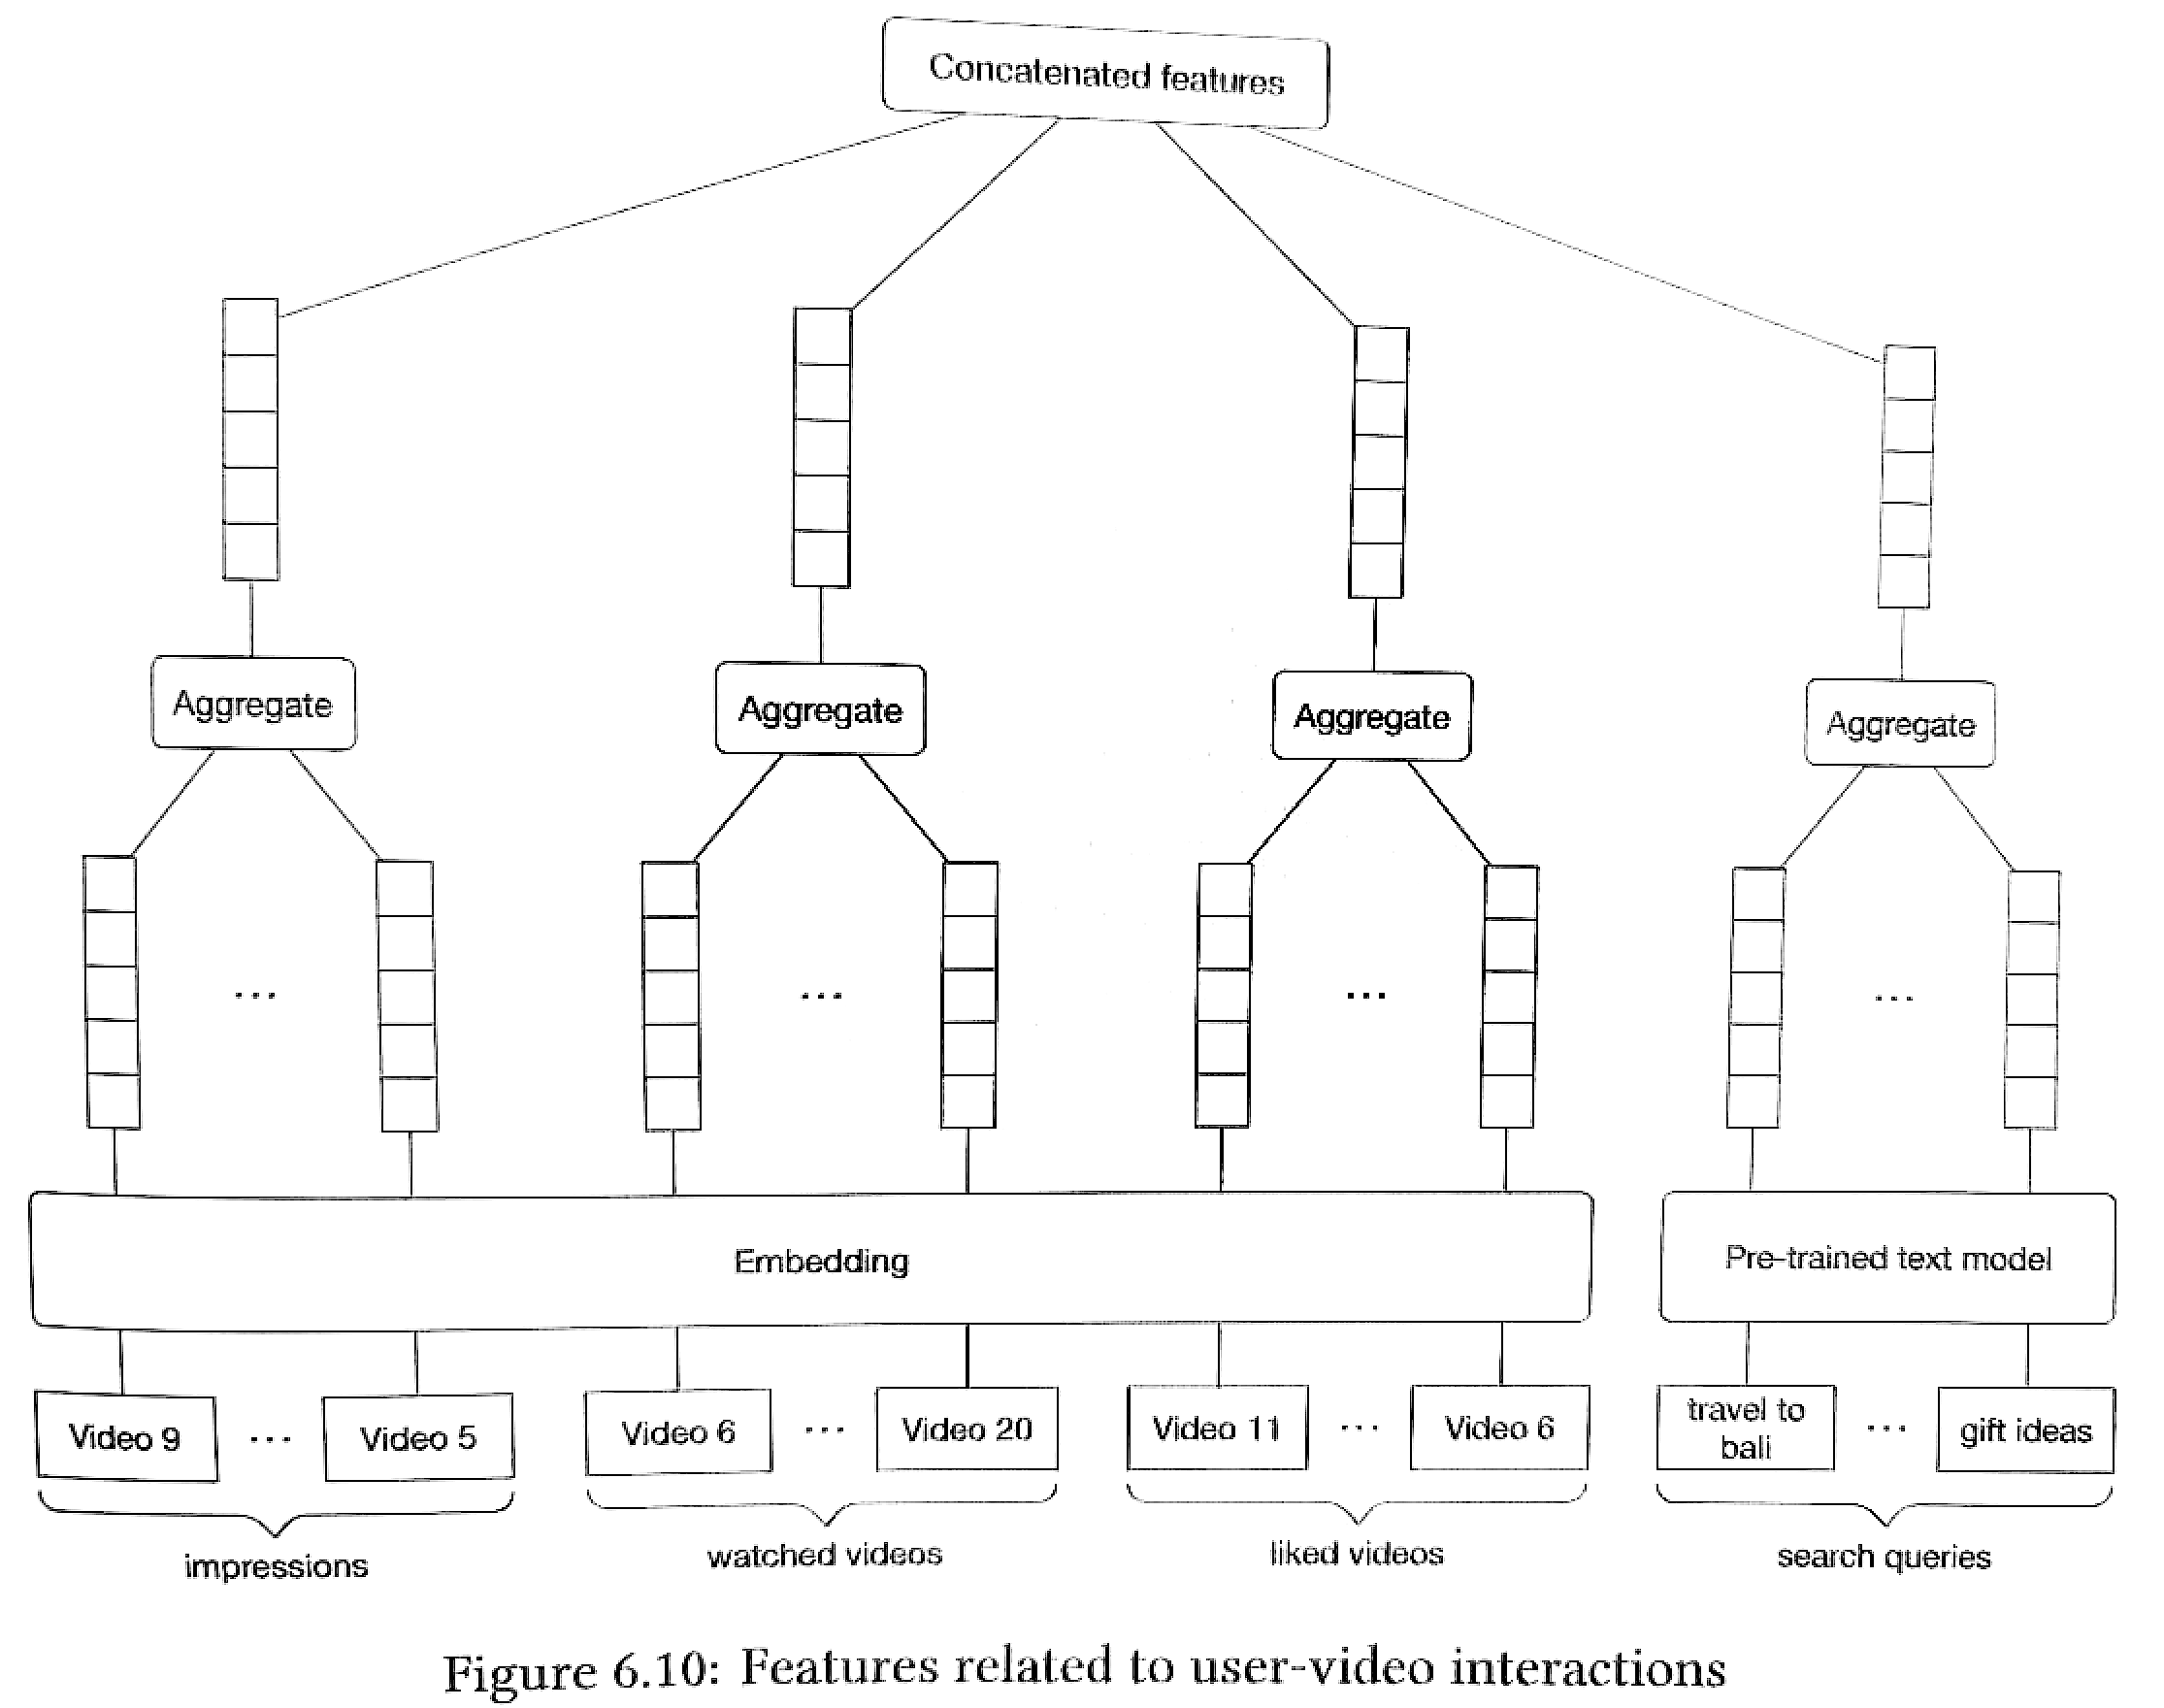 Concatenated features
Aggregate
Aggregate
Aggregate
Aggregate
...
...
...
...
Embedding
Pre-trained text model
Video 9
...
Video 5
Video 6
...
Video 20
Video 11
...
Video 6
travel to
bali
...
gift ideas
impressions
watched videos
liked videos
search queries
Figure 6.10: Features related to user-video interactions